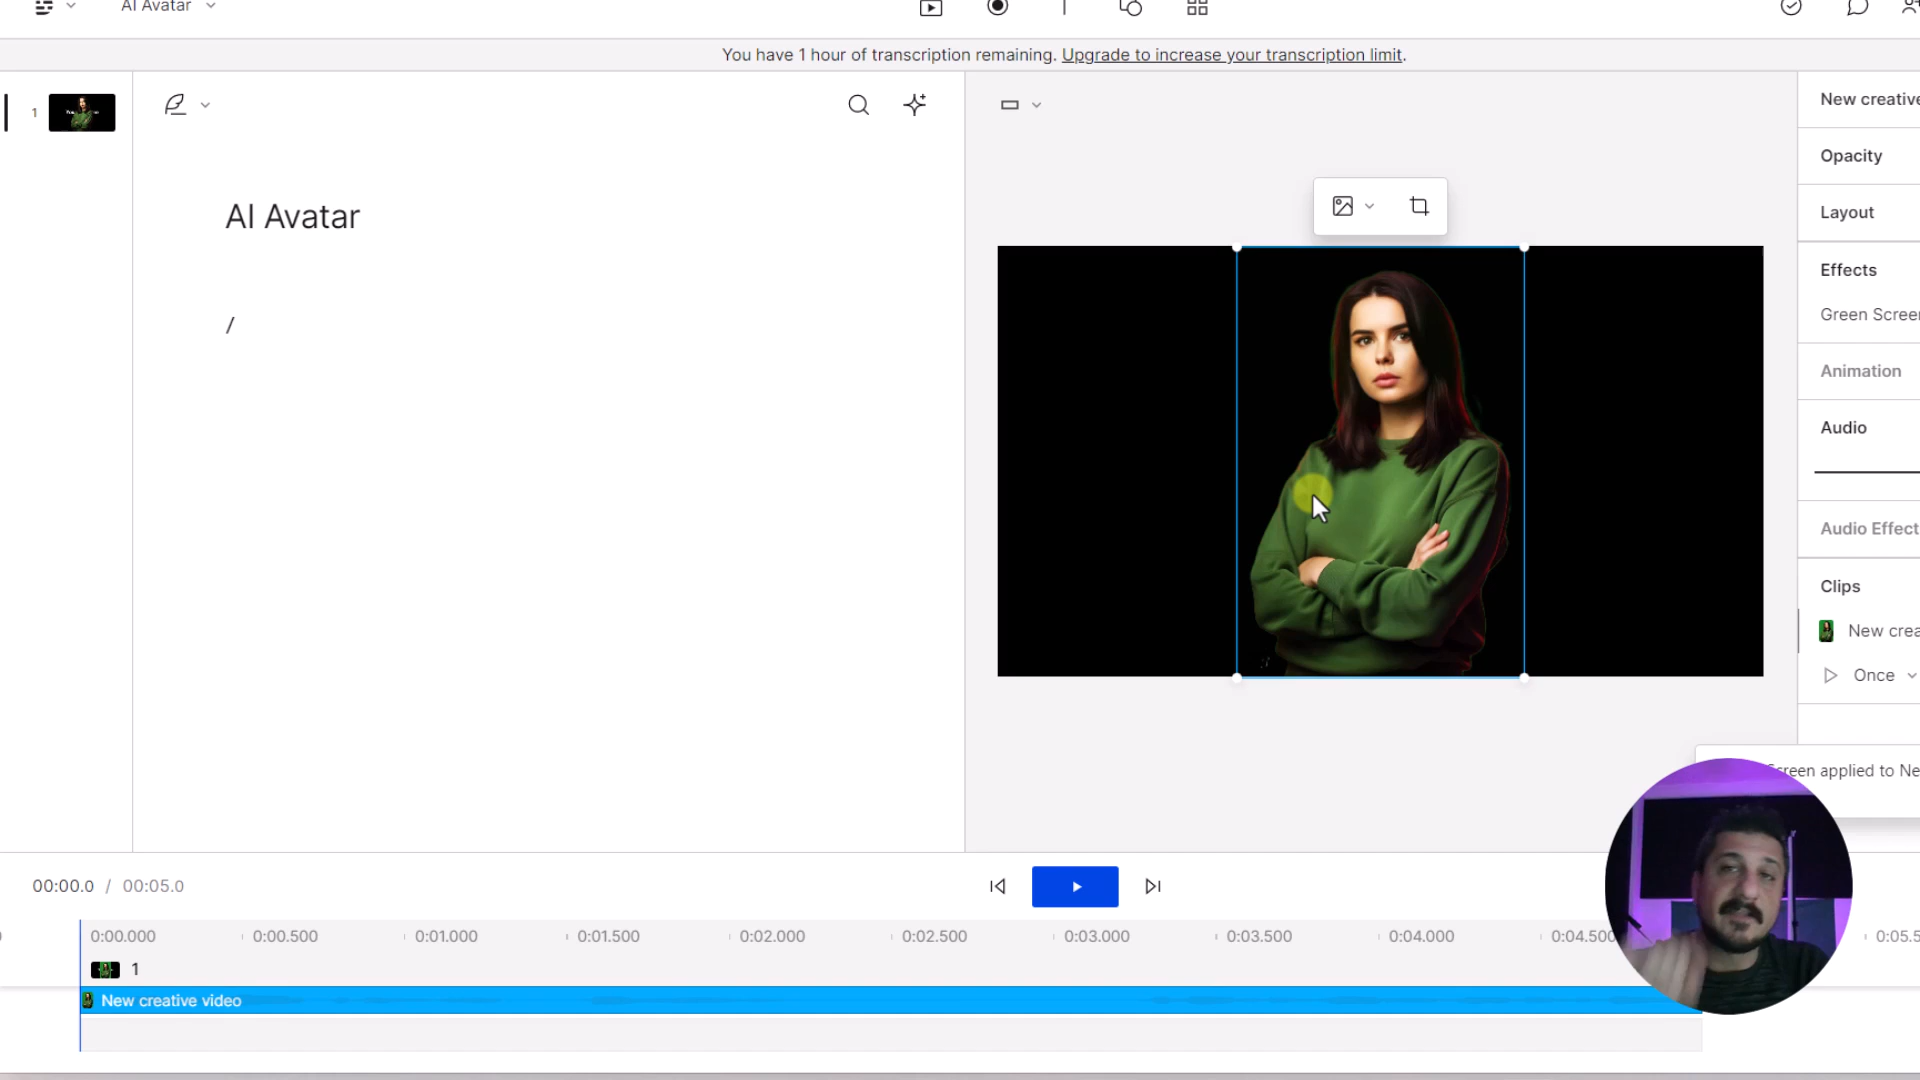 AI Avatar
You have 1 hour of transcription remaining. Upgrade to increase your transcription limit.
1
AI Avatar
/
New creative
Opacity
Layout
Effects
Green Screen
Animation
Audio
Audio Effect
Clips
New crea
Once
Screen applied to Ne
00:00.0 / 00:05.0
0:00.000 0:00.500 0:01.000 0:01.500 0:02.000 0:02.500 0:03.000 0:03.500 0:04.000 0:04.500 0:05.5
1
New creative video